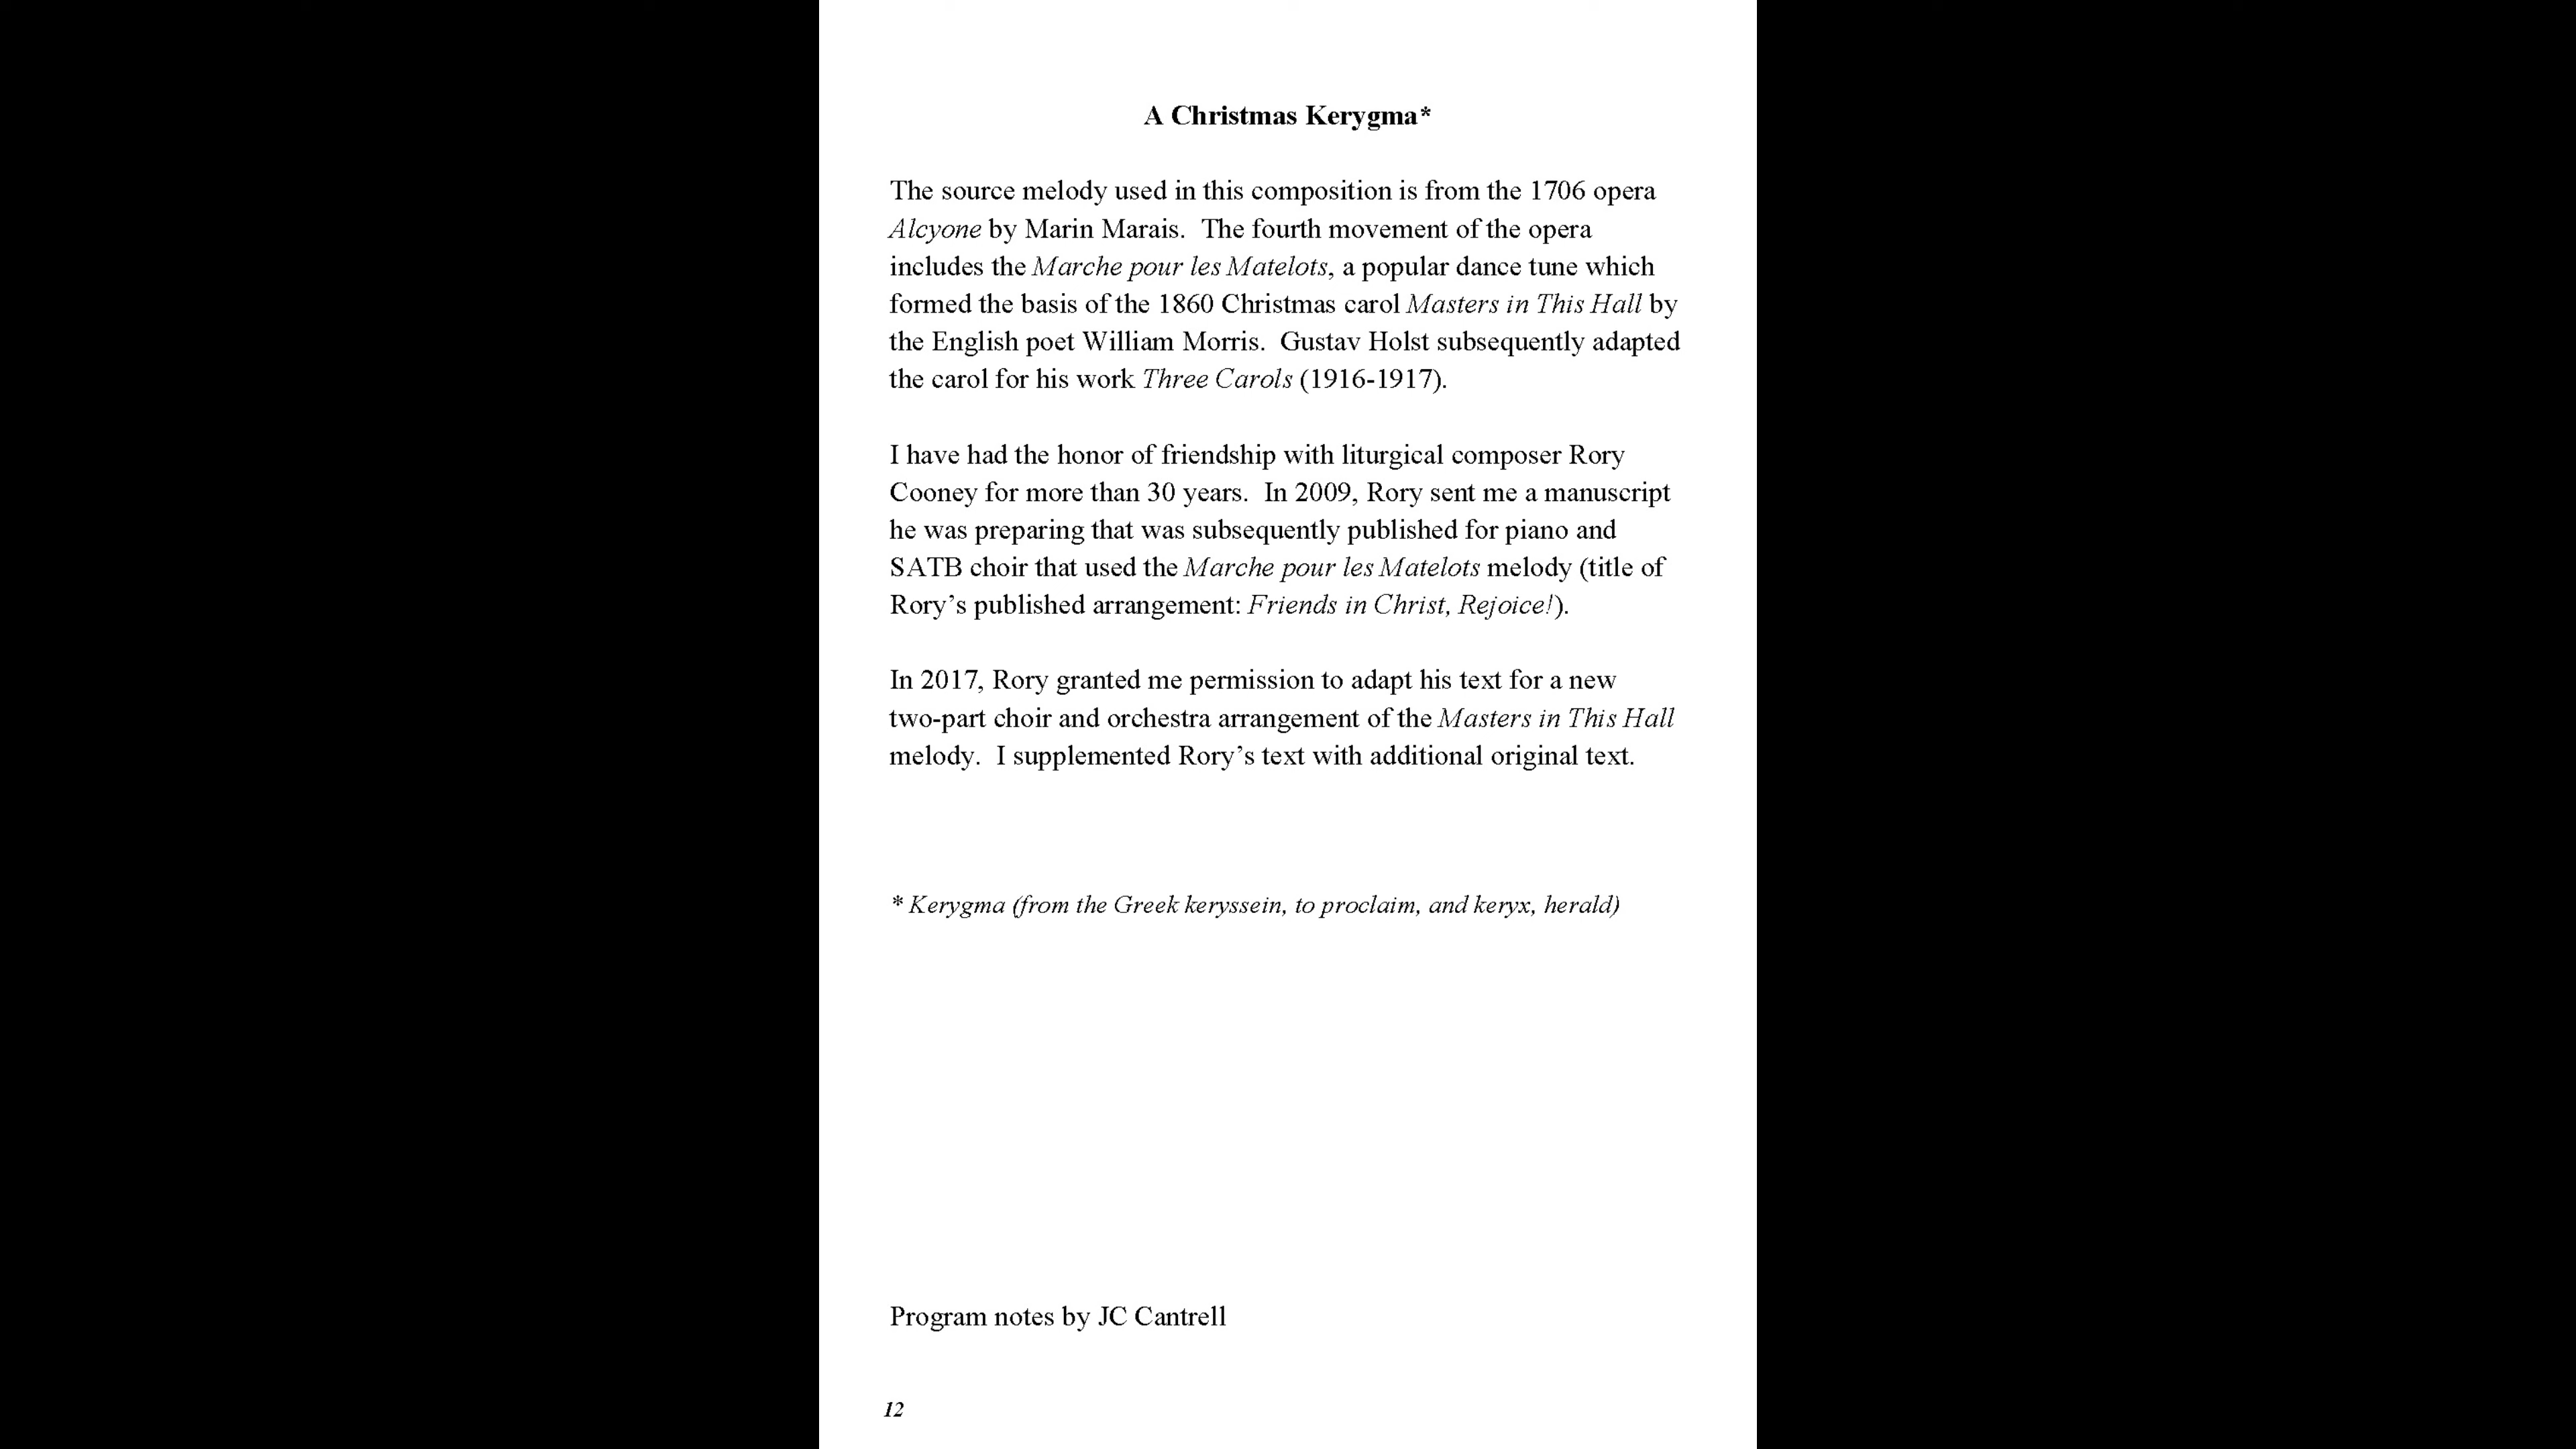 A Christmas Kerygma*
The source melody used in this composition is from the 1706 opera
Alcyone by Marin Marais.  The fourth movement of the opera
includes the Marche pour les Matelots, a popular dance tune which
formed the basis of the 1860 Christmas carol Masters in This Hall by
the English poet William Morris.  Gustav Holst subsequently adapted
the carol for his work Three Carols (1916-1917).
I have had the honor of friendship with liturgical composer Rory
Cooney for more than 30 years.  In 2009, Rory sent me a manuscript
he was preparing that was subsequently published for piano and
SATB choir that used the Marche pour les Matelots melody (title of
Rory’s published arrangement: Friends in Christ, Rejoice!).
In 2017, Rory granted me permission to adapt his text for a new
two-part choir and orchestra arrangement of the Masters in This Hall
melody.  I supplemented Rory’s text with additional original text.
* Kerygma (from the Greek keryssein, to proclaim, and keryx, herald)
Program notes by JC Cantrell
12